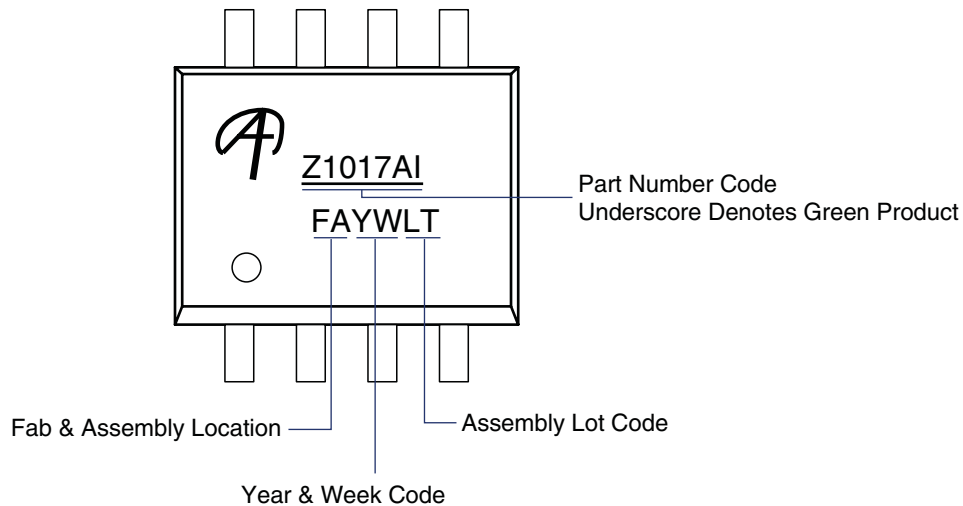 Z1017AI
Part Number Code
Underscore Denotes Green Product
FAYWLT
Fab & Assembly Location
Assembly Lot Code
Year & Week Code